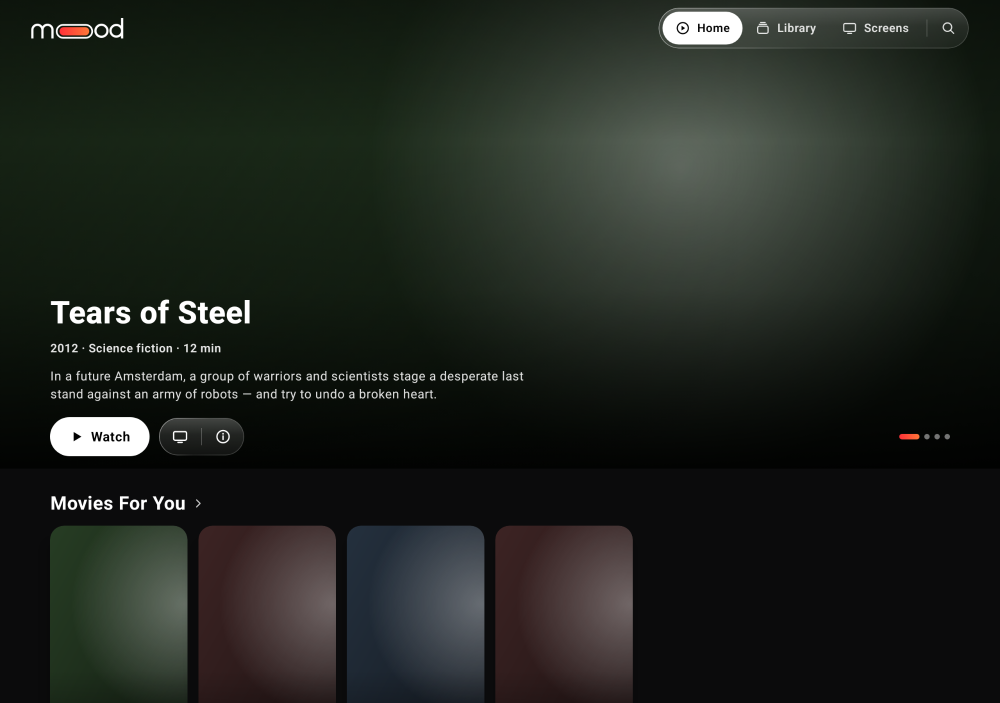 mood
Home
Library
Screens
Tears of Steel
2012 · Science fiction · 12 min
In a future Amsterdam, a group of warriors and scientists stage a desperate last
stand against an army of robots — and try to undo a broken heart.
Watch
Movies For You